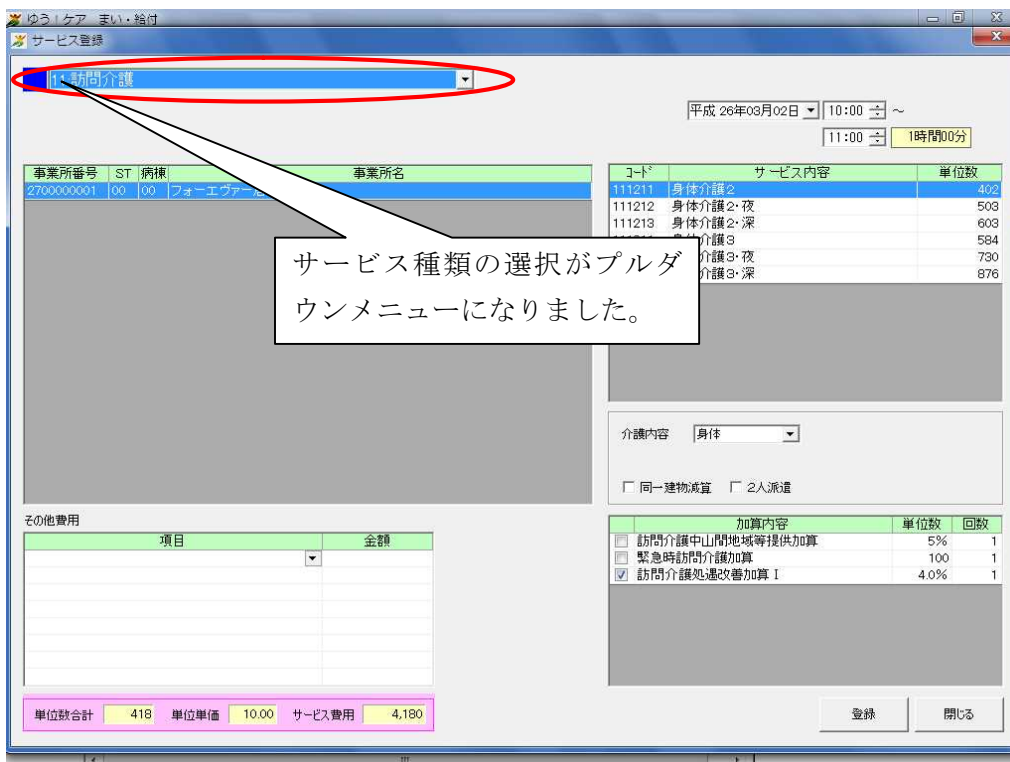 ゆう!ケア まい・給付
サービス登録
11.訪問介護
平成 26年03月02日 10:00 ～
11:00 1時間00分
事業所番号 ST 病棟 事業所名
2700000001 00 00 フォーエヴァー
コード サービス内容 単位数
111211 身体介護2 402
111212 身体介護2・夜 503
111213 身体介護2・深 603
介護3 584
介護3・夜 730
介護3・深 876
サービス種類の選択がプルダ
ウンメニューになりました。
介護内容 身体
同一建物減算 2人派遣
その他費用
項目 金額
加算内容 単位数 回数
訪問介護中山間地域等提供加算 5% 1
緊急時訪問介護加算 100 1
訪問介護処遇改善加算Ⅰ 4.0% 1
単位数合計 418 単位単価 10.00 サービス費用 4,180
登録 閉じる